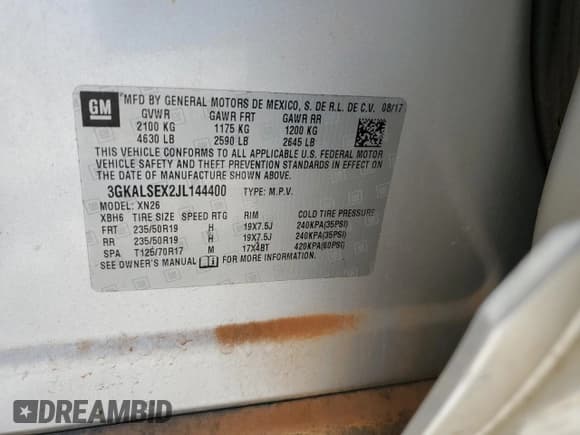 GM
MFD BY GENERAL MOTORS DE MEXICO, S. DE R.L. DE C.V. 08/17
GVWR GAWR FRT GAWR RR
2100 KG 1175 KG 1200 KG
4630 LB 2590 LB 2645 LB
THIS VEHICLE CONFORMS TO ALL APPLICABLE U.S. FEDERAL MOTOR
VEHICLE SAFETY AND THEFT PREVENTION STANDARDS IN EFFECT ON
THE DATE OF MANUFACTURE SHOWN ABOVE.
3GKALSEX2JL144400 TYPE: M.P.V.
MODEL: XN26
XBH6 TIRE SIZE SPEED RTG RIM COLD TIRE PRESSURE
FRT 235/50R19 H 19X7.5J 240KPA(35PSI)
RR 235/50R19 H 19X7.5J 240KPA(35PSI)
SPA T125/70R17 M 17X4BT 420KPA(60PSI)
SEE OWNER'S MANUAL FOR MORE INFORMATION.
DREAMBID